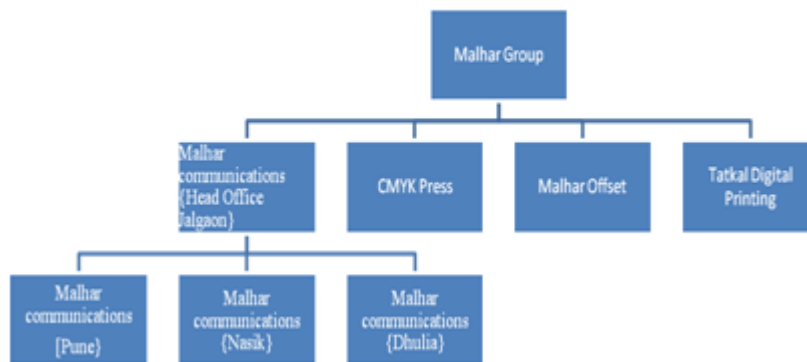 Malhar Group
Malhar
communications
{Head Office
Jalgaon}
CMYK Press
Malhar Offset
Tatkal Digital
Printing
Malhar
communications
[Pune}
Malhar
communications
{Nasik}
Malhar
communications
{Dhulia}